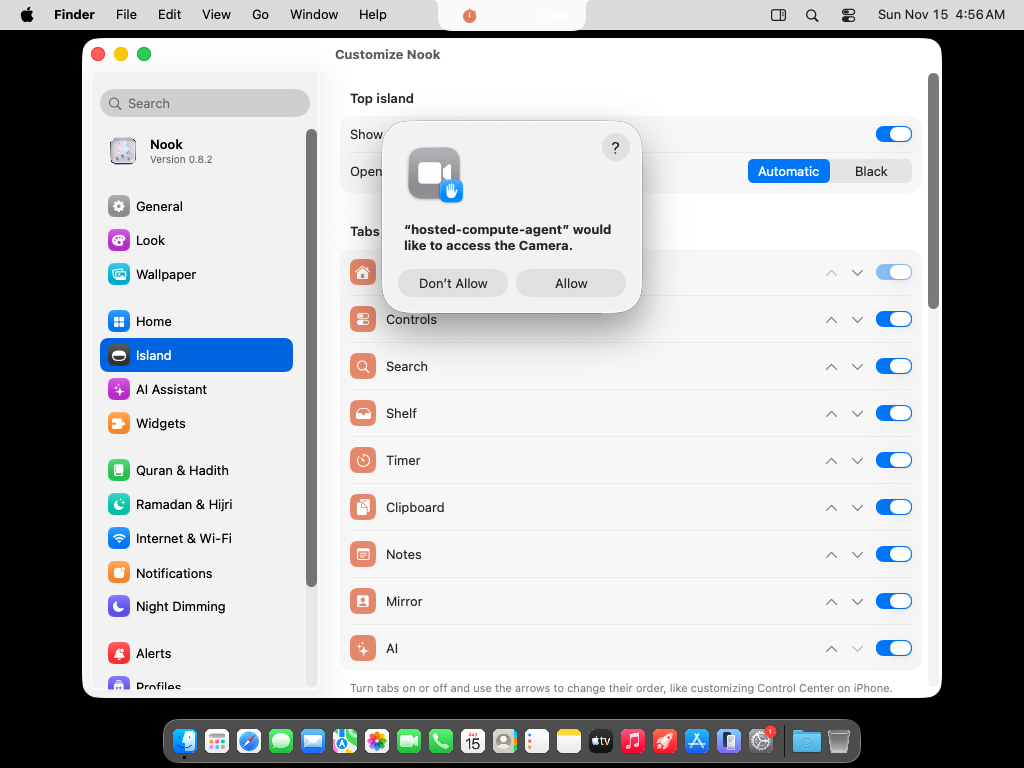 Finder File Edit View Go Window Help
Sun Nov 15 4:56 AM
Customize Nook
Search
Nook
Version 0.8.2
General
Look
Wallpaper
Home
Island
AI Assistant
Widgets
Quran & Hadith
Ramadan & Hijri
Internet & Wi-Fi
Notifications
Night Dimming
Alerts
Profiles
Top island
Show
Open
Automatic Black
Tabs
?
“hosted-compute-agent” would
like to access the Camera.
Don't Allow Allow
Controls
Search
Shelf
Timer
Clipboard
Notes
Mirror
AI
Turn tabs on or off and use the arrows to change their order, like customizing Control Center on iPhone.
NOV
15
tv
1